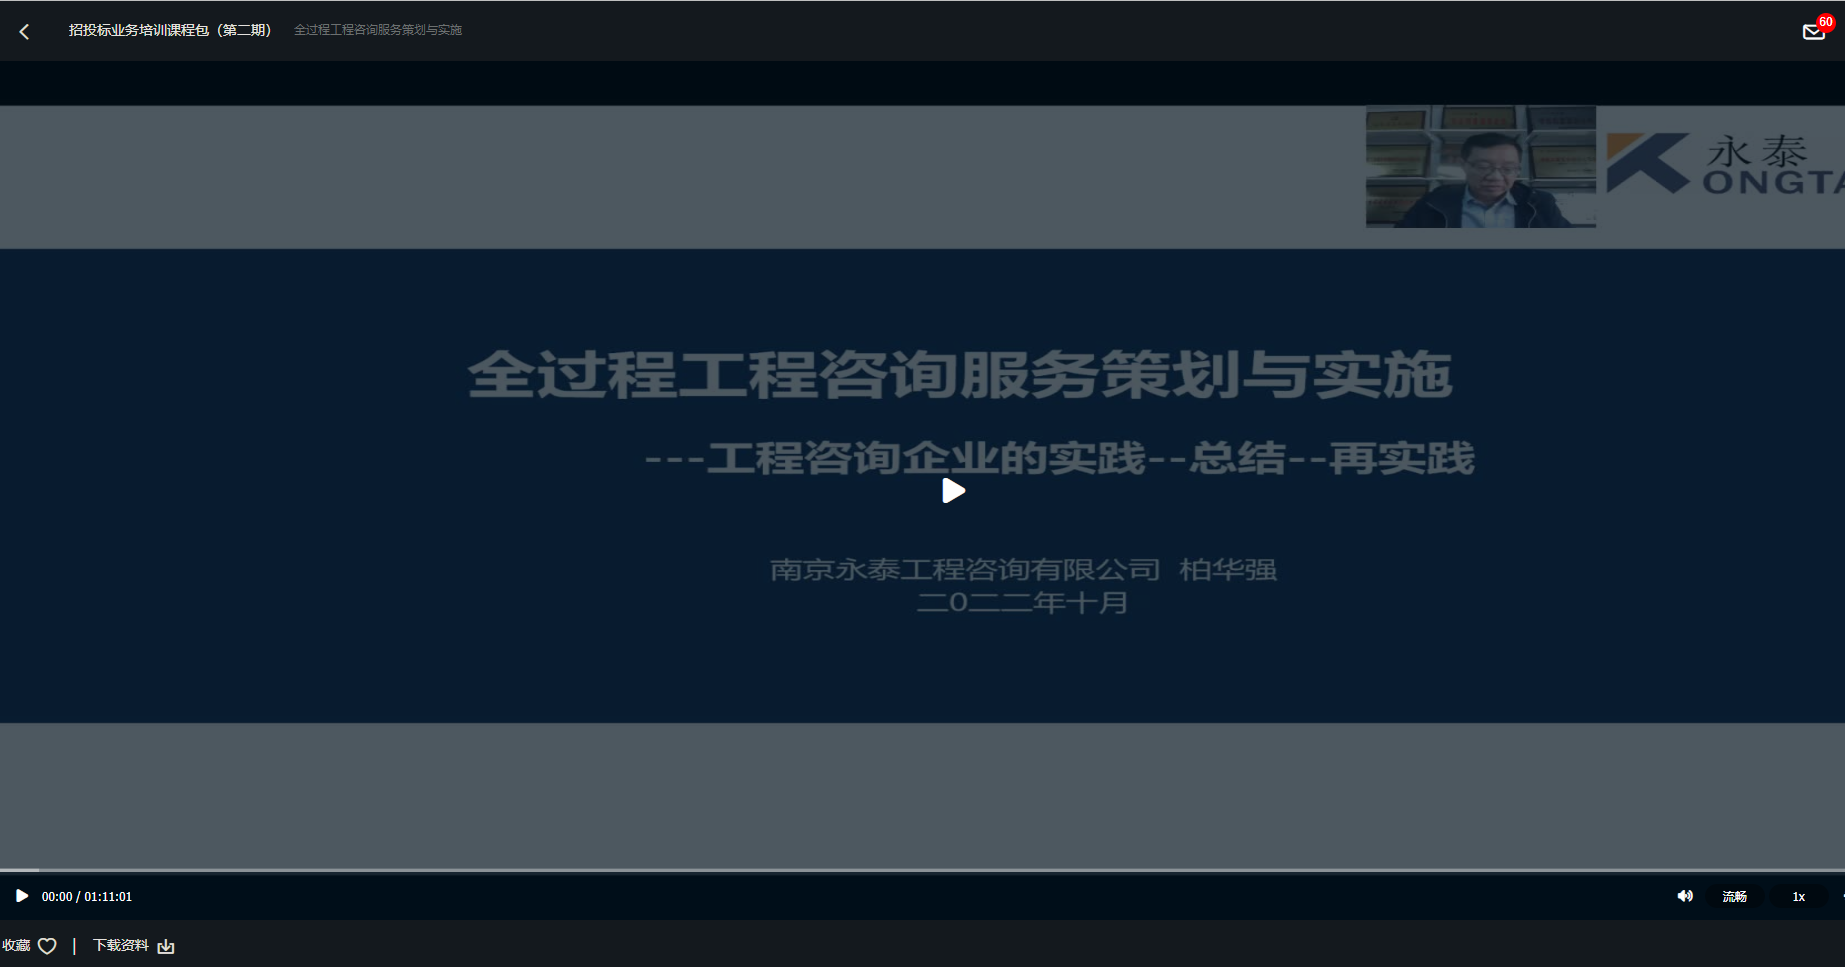 招投标业务培训课程包（第二期） 全过程工程咨询服务策划与实施
60
永泰
ONGTA
全过程工程咨询服务策划与实施
---工程咨询企业的实践--总结--再实践
南京永泰工程咨询有限公司 柏华强
二0二二年十月
00:00 / 01:11:01 流畅 1x
收藏 | 下载资料